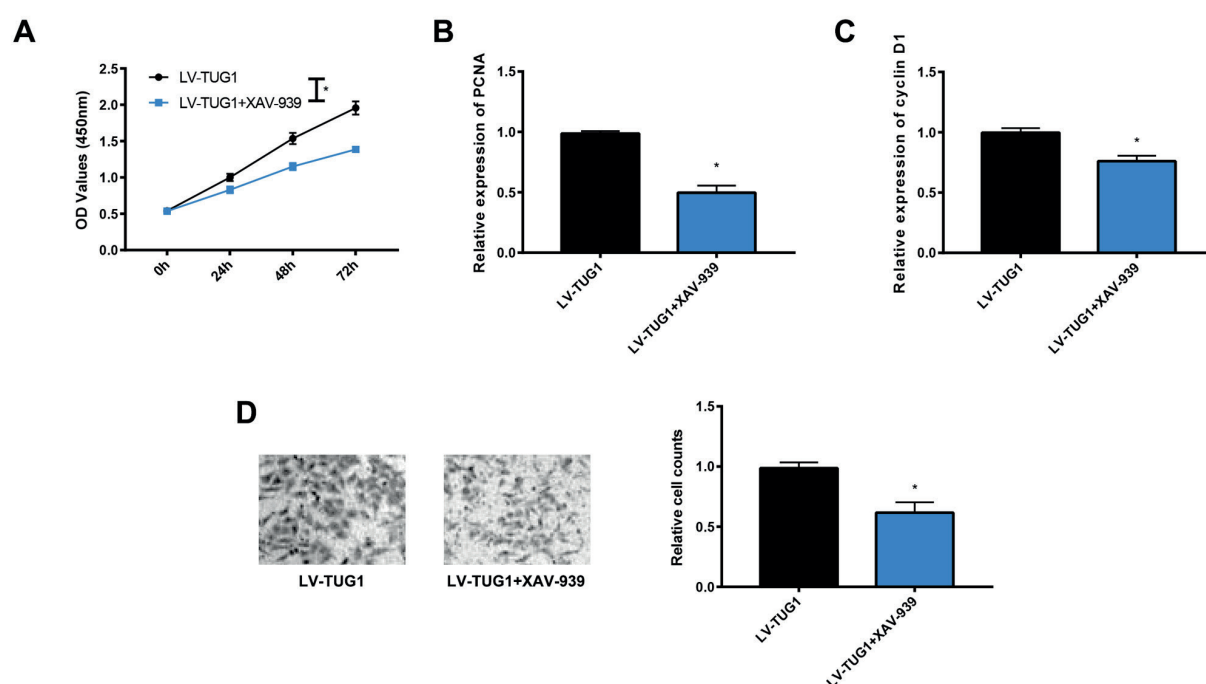 A
2.5
2.0
1.5
1.0
0.5
0.0
OD Values (450nm)
LV-TUG1
LV-TUG1+XAV-939
*
0h
24h
48h
72h
B
Relative expression of PCNA
1.5
1.0
0.5
0.0
*
LV-TUG1
LV-TUG1+XAV-939
C
Relative expression of cyclin D1
1.5
1.0
0.5
0.0
*
LV-TUG1
LV-TUG1+XAV-939
D
LV-TUG1
LV-TUG1+XAV-939
Relative cell counts
1.5
1.0
0.5
0.0
*
LV-TUG1
LV-TUG1+XAV-939